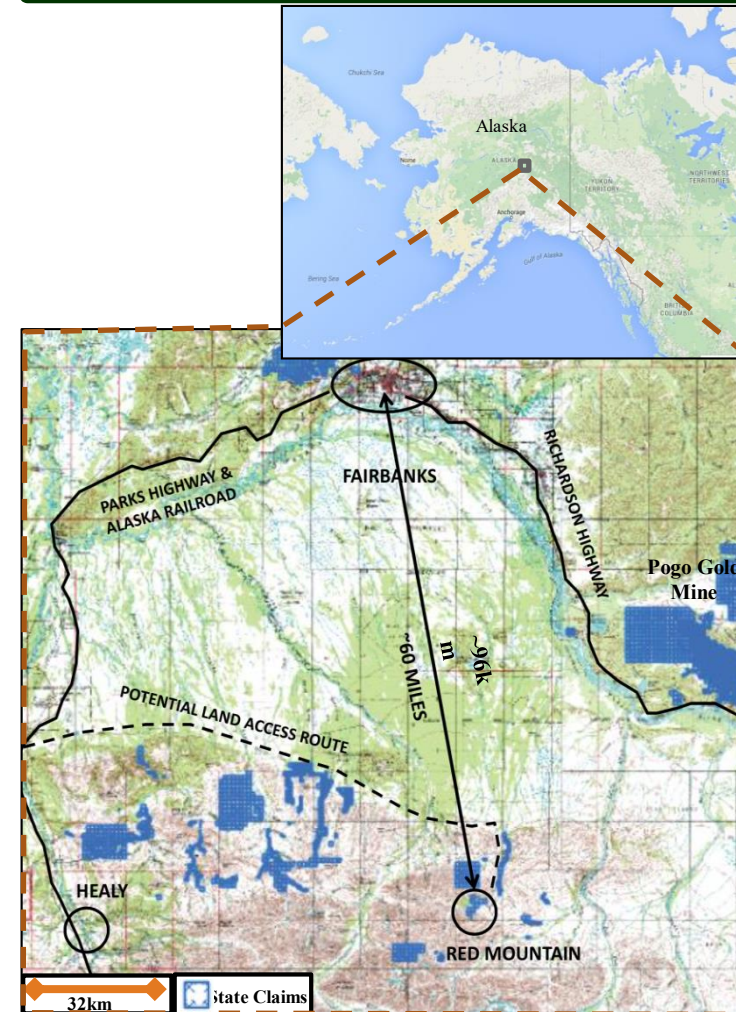 Chukchi Sea
Alaska
Nome
ALASKA
NORTHWEST
TERRITORIES
YUKON
TERRITORY
Anchorage
Gulf of Alaska
Bering Sea
BRITISH
COLUMBIA
AL
FAIRBANKS
PARKS HIGHWAY &
ALASKA RAILROAD
RICHARDSON HIGHWAY
Pogo Gold
Mine
~96k
m
~60 MILES
POTENTIAL LAND ACCESS ROUTE
HEALY
RED MOUNTAIN
32km
State Claims